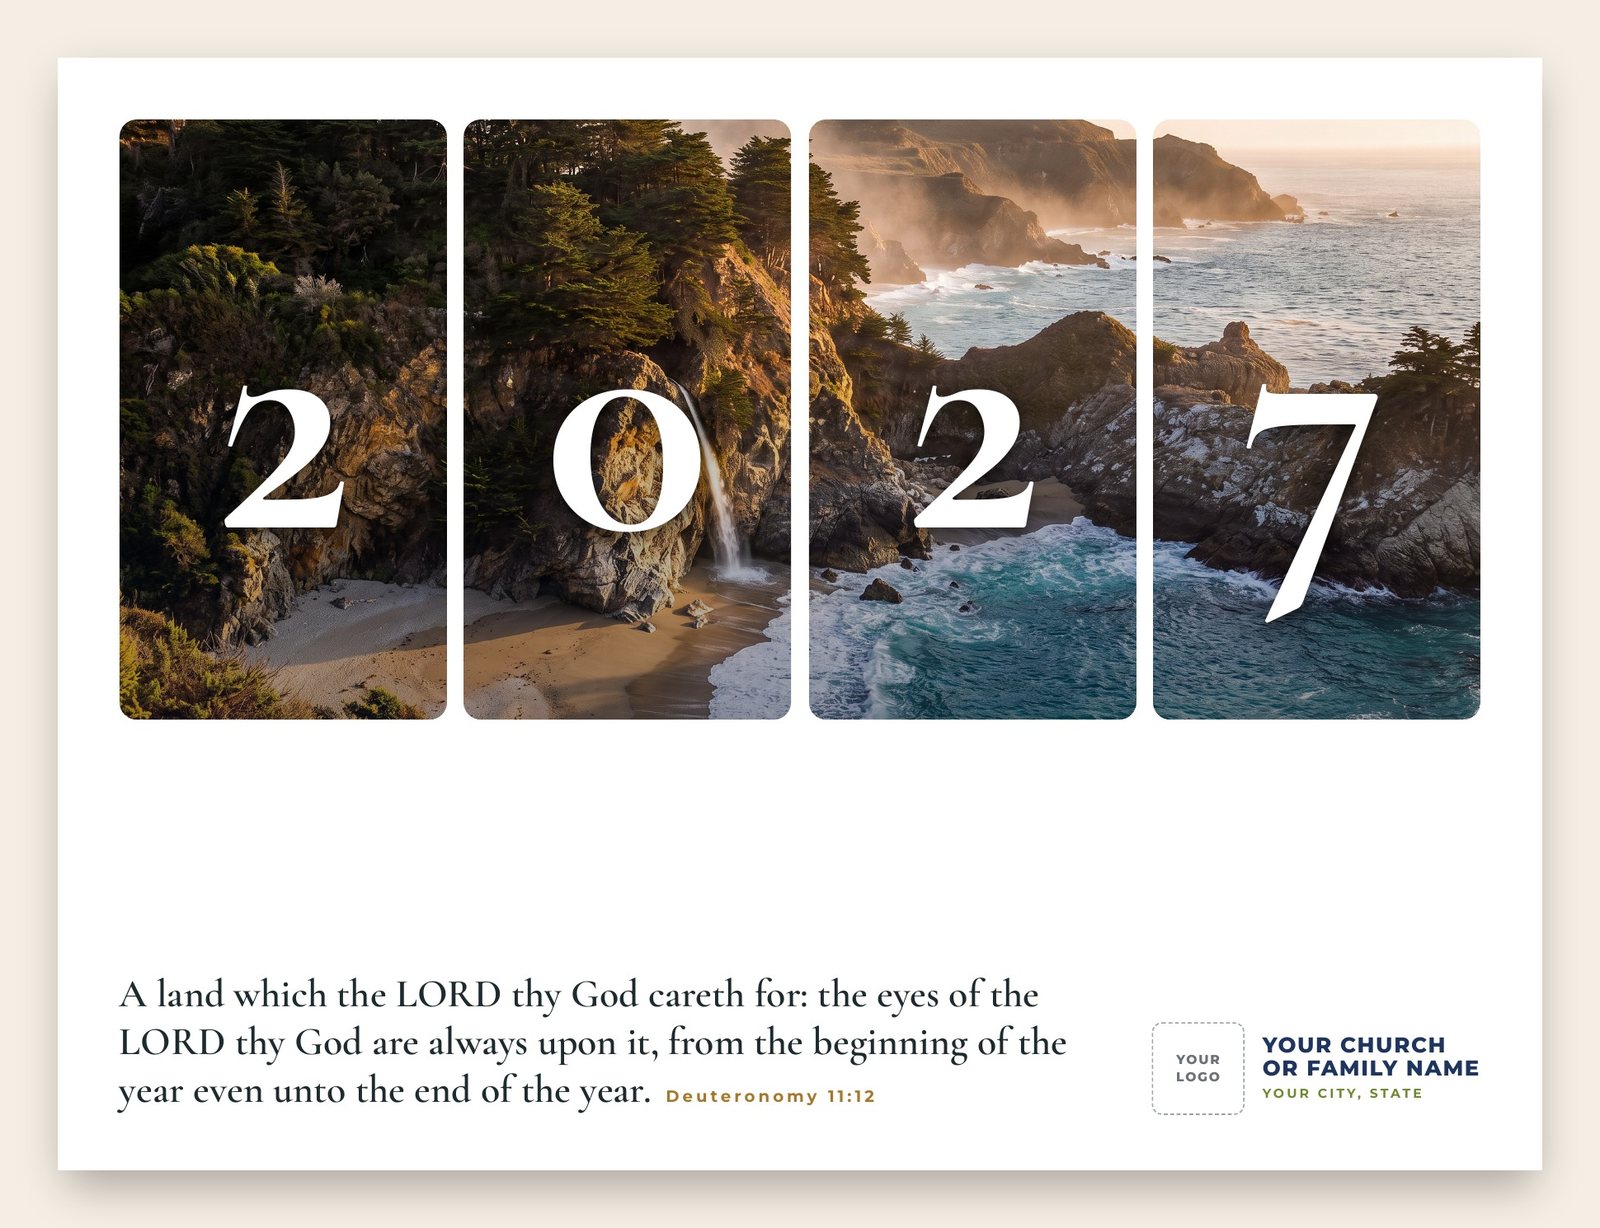 2027
A land which the LORD thy God careth for: the eyes of the
LORD thy God are always upon it, from the beginning of the
year even unto the end of the year. Deuteronomy 11:12
YOUR
LOGO
YOUR CHURCH
OR FAMILY NAME
YOUR CITY, STATE